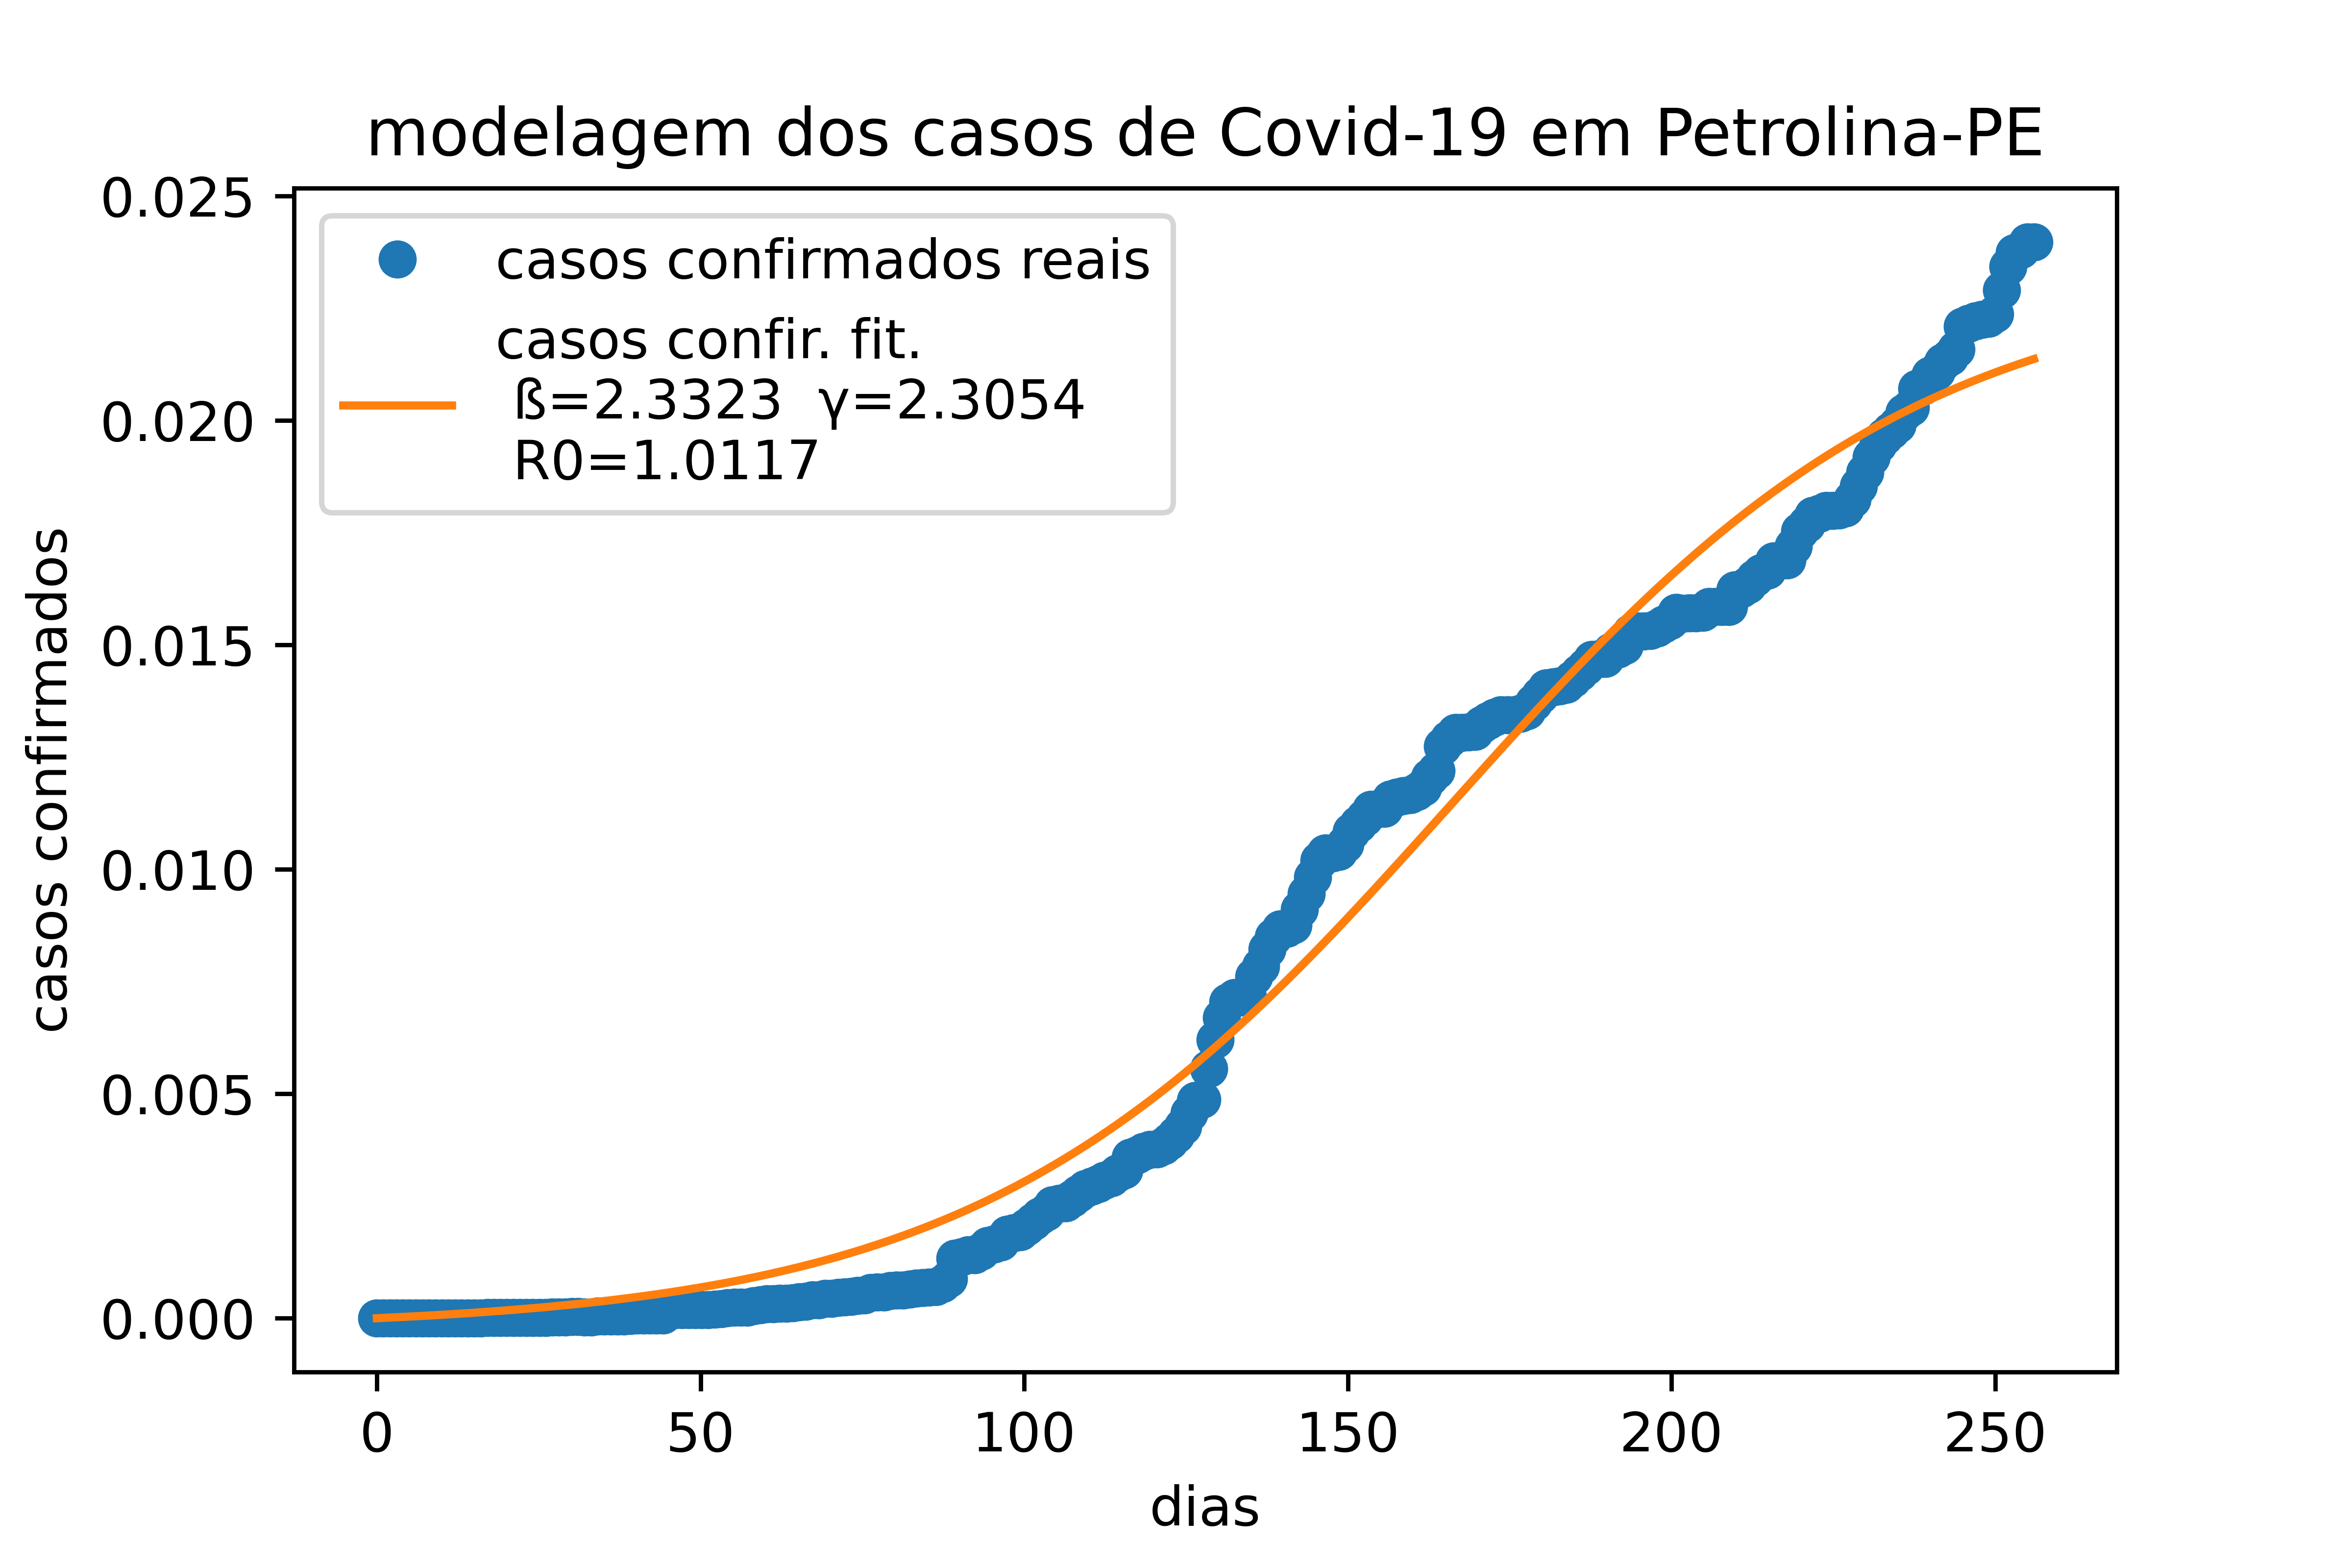 modelagem dos casos de Covid-19 em Petrolina-PE
casos confirmados reais
casos confir. fit.
ß=2.3323 γ=2.3054
R0=1.0117
casos confirmados
0.025
0.020
0.015
0.010
0.005
0.000
0 50 100 150 200 250
dias